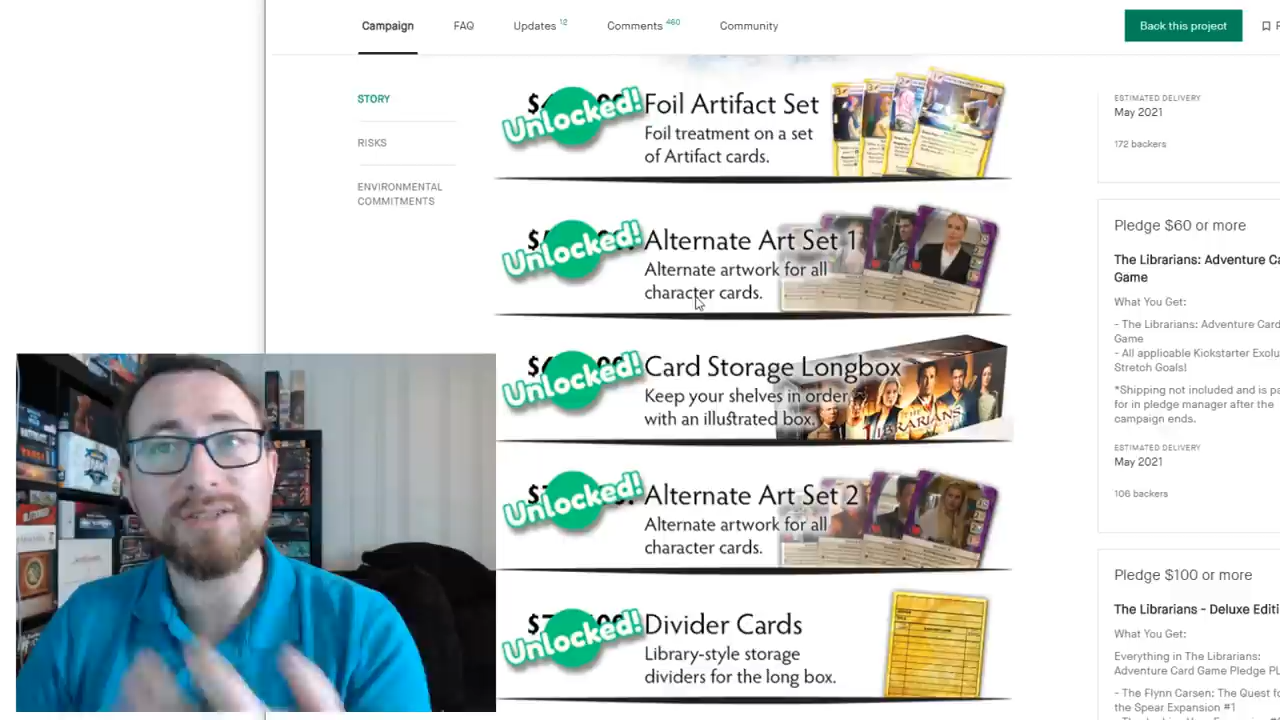 Campaign
FAQ
Updates 12
Comments 460
Community
Back this project
STORY
RISKS
ENVIRONMENTAL
COMMITMENTS
Unlocked!
Foil Artifact Set
Foil treatment on a set
of Artifact cards.
Unlocked!
Alternate Art Set 1
Alternate artwork for all
character cards.
Unlocked!
Card Storage Longbox
Keep your shelves in order
with an illustrated box.
LIBRARIANS
Unlocked!
Alternate Art Set 2
Alternate artwork for all
character cards.
Unlocked!
Divider Cards
Library-style storage
dividers for the long box.
ESTIMATED DELIVERY
May 2021
172 backers
Pledge $60 or more
The Librarians: Adventure Ca
Game
What You Get:
- The Librarians: Adventure Card
Game
- All applicable Kickstarter Exclu
Stretch Goals!
*Shipping not included and is pa
for in pledge manager after the
campaign ends.
ESTIMATED DELIVERY
May 2021
106 backers
Pledge $100 or more
The Librarians - Deluxe Editi
What You Get:
Everything in The Librarians:
Adventure Card Game Pledge PL
- The Flynn Carsen: The Quest fo
the Spear Expansion #1